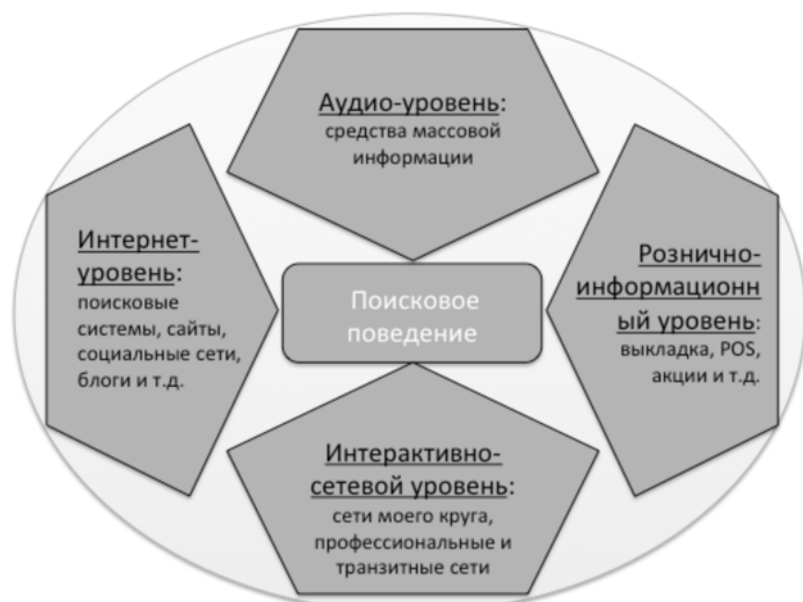 Аудио-уровень:
средства массовой
информации
Интернет-
уровень:
поисковые
системы, сайты,
социальные сети,
блоги и т.д.
Поисковое
поведение
Рознично-
информационн
ый уровень:
выкладка, POS,
акции и т.д.
Интерактивно-
сетевой уровень:
сети моего круга,
профессиональные и
транзитные сети